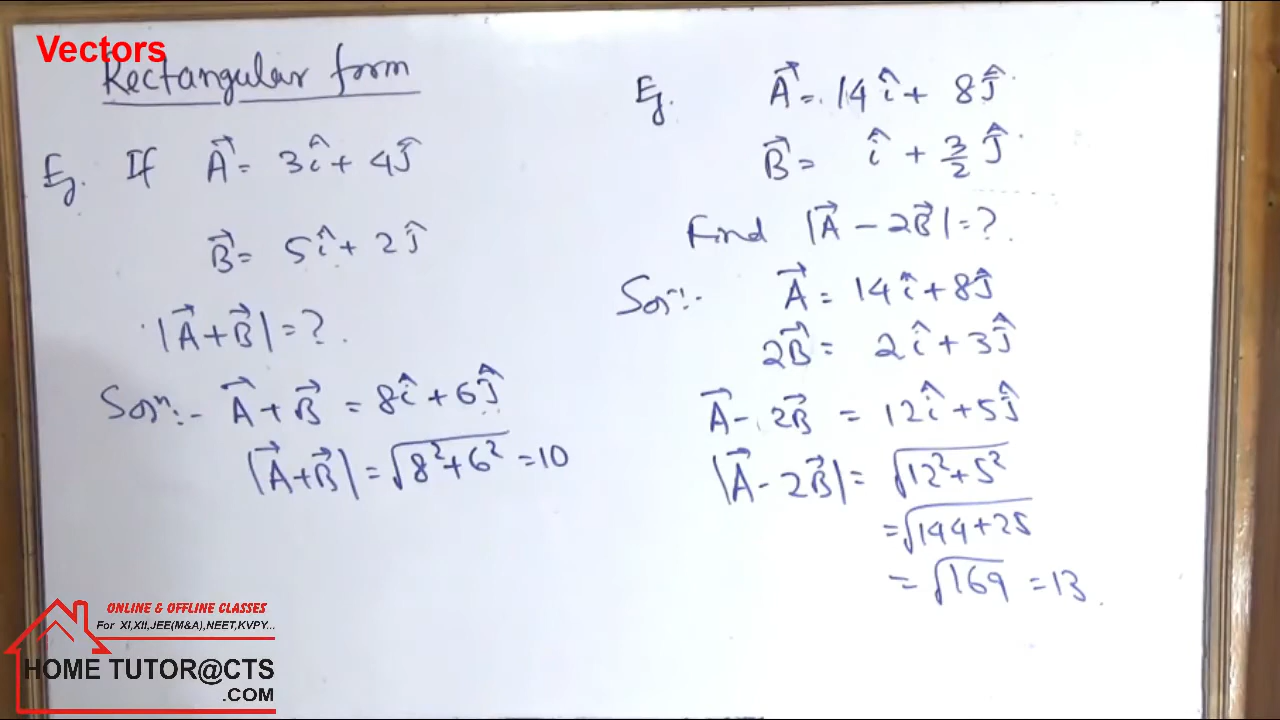 Vectors
Rectangular form
Eg. If A⃗ = 3î + 4ĵ
B⃗ = 5î + 2ĵ
|A⃗ + B⃗| = ?
Solⁿ:- A⃗ + B⃗ = 8î + 6ĵ
|A⃗ + B⃗| = √(8² + 6²) = 10
Eg. A⃗ = 14î + 8ĵ
B⃗ = î + 3/2 ĵ
Find |A⃗ - 2B⃗| = ?
Solⁿ:- A⃗ = 14î + 8ĵ
2B⃗ = 2î + 3ĵ
A⃗ - 2B⃗ = 12î + 5ĵ
|A⃗ - 2B⃗| = √(12² + 5²)
= √(144 + 25)
= √169 = 13
ONLINE & OFFLINE CLASSES
For XI,XII,JEE(M&A),NEET,KVPY...
HOME TUTOR@CTS
.COM